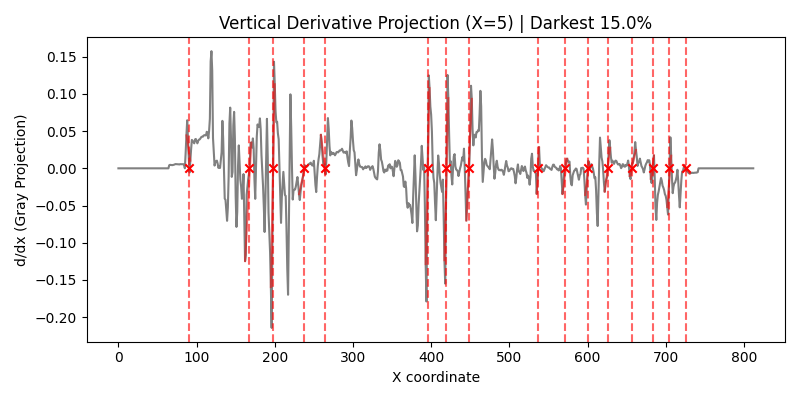 Vertical Derivative Projection (X=5) | Darkest 15.0%
d/dx (Gray Projection)
0.15
0.10
0.05
0.00
−0.05
−0.10
−0.15
−0.20
0 100 200 300 400 500 600 700 800
X coordinate